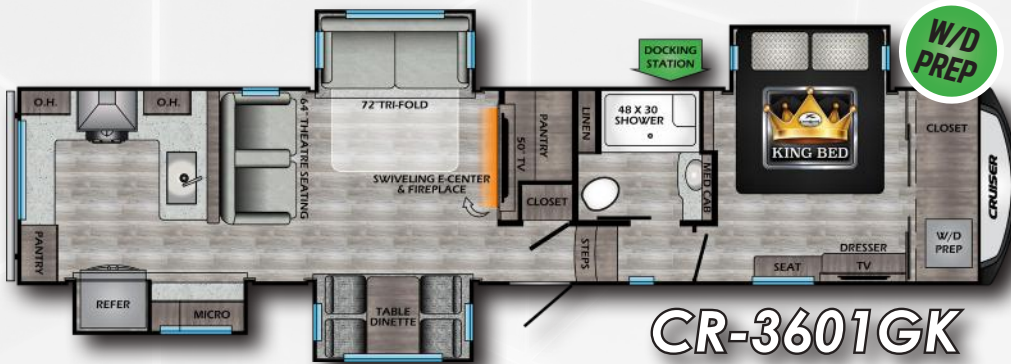 W/D
PREP
DOCKING
STATION
O.H.
O.H.
64" THEATRE SEATING
72" TRI-FOLD
50" TV
PANTRY
LINEN
48 X 30
SHOWER
MED CAB
KING BED
CLOSET
CRUISER
SWIVELING E-CENTER
& FIREPLACE
CLOSET
PANTRY
STEPS
W/D
PREP
DRESSER
SEAT
TV
REFER
MICRO
TABLE
DINETTE
CR-3601GK